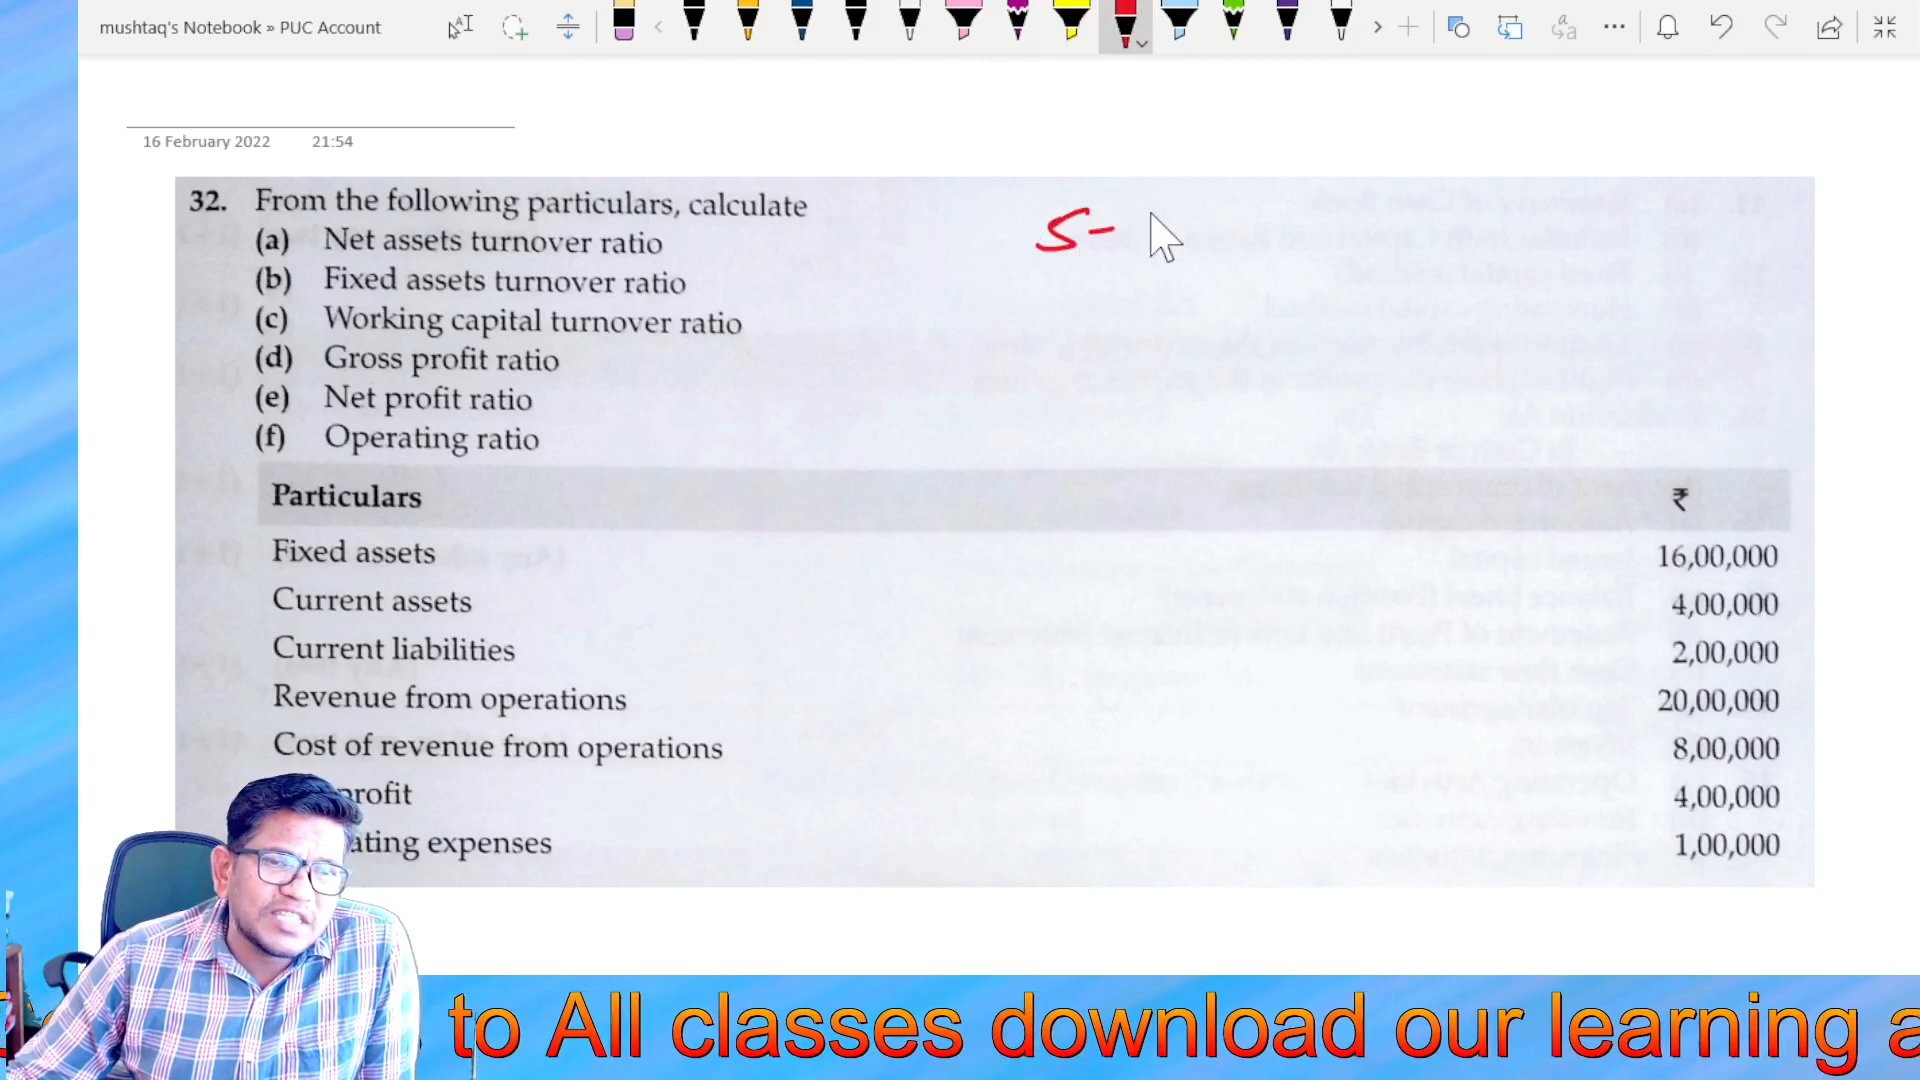 mushtaq's Notebook » PUC Account
16 February 2022 21:54
32. From the following particulars, calculate
(a) Net assets turnover ratio
(b) Fixed assets turnover ratio
(c) Working capital turnover ratio
(d) Gross profit ratio
(e) Net profit ratio
(f) Operating ratio
S-
Particulars ₹
Fixed assets 16,00,000
Current assets 4,00,000
Current liabilities 2,00,000
Revenue from operations 20,00,000
Cost of revenue from operations 8,00,000
profit 4,00,000
ating expenses 1,00,000
to All classes download our learning a